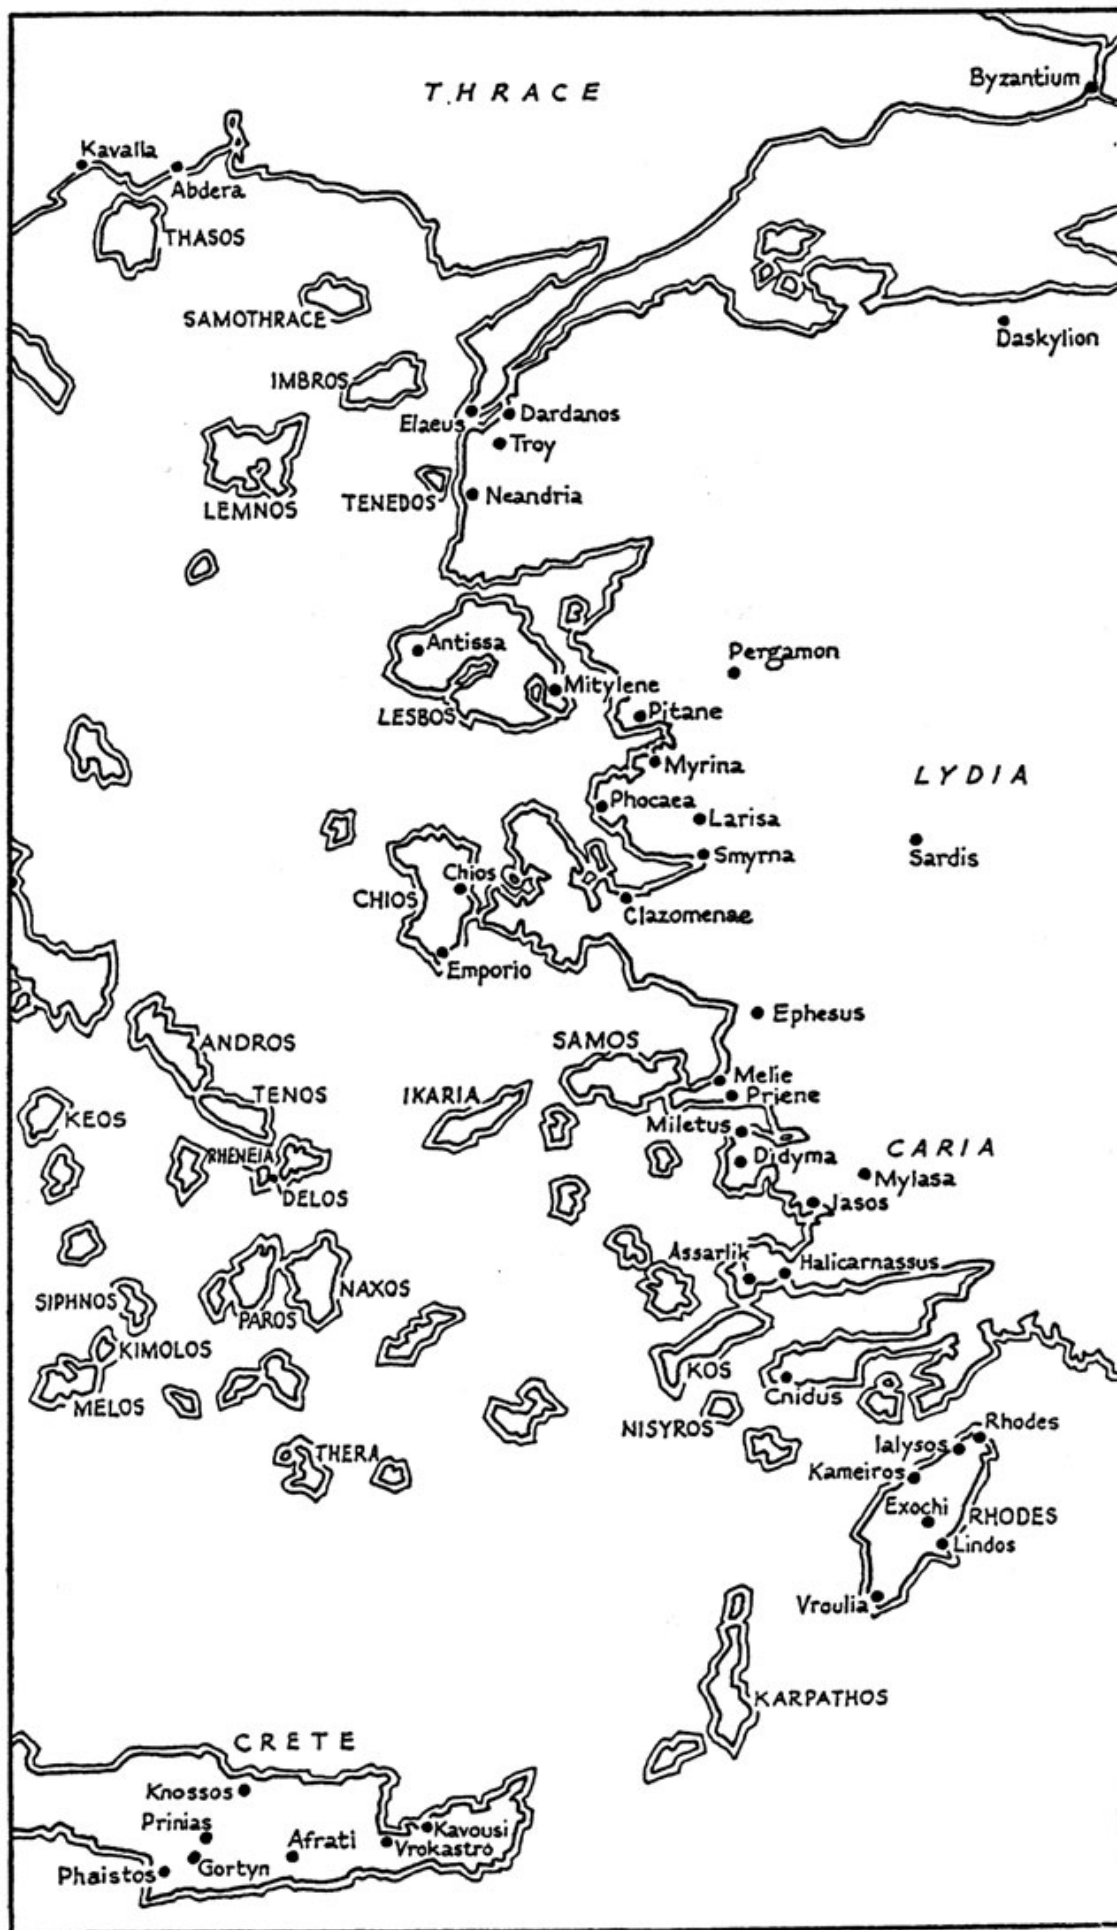 THRACE
Byzantium
Kavalla
Abdera
THASOS
SAMOTHRACE
Daskylion
IMBROS
Elaeus
Dardanos
Troy
LEMNOS
TENEDOS
Neandria
Antissa
Pergamon
Mitylene
LESBOS
Pitane
Myrina
LYDIA
Phocaea
Larisa
Smyrna
Sardis
Chios
CHIOS
Clazomenae
Emporio
Ephesus
ANDROS
SAMOS
Melie
TENOS
IKARIA
Priene
KEOS
Miletus
RHENEIA
Didyma
CARIA
Mylasa
DELOS
Iasos
Assarlik
Halicarnassus
SIPHNOS
PAROS
NAXOS
KIMOLOS
KOS
MELOS
Cnidus
NISYROS
THERA
Rhodes
Ialysos
Kameiros
Exochi
RHODES
Lindos
Vroulia
KARPATHOS
CRETE
Knossos
Prinias
Afrati
Kavousi
Vrokastro
Phaistos
Gortyn